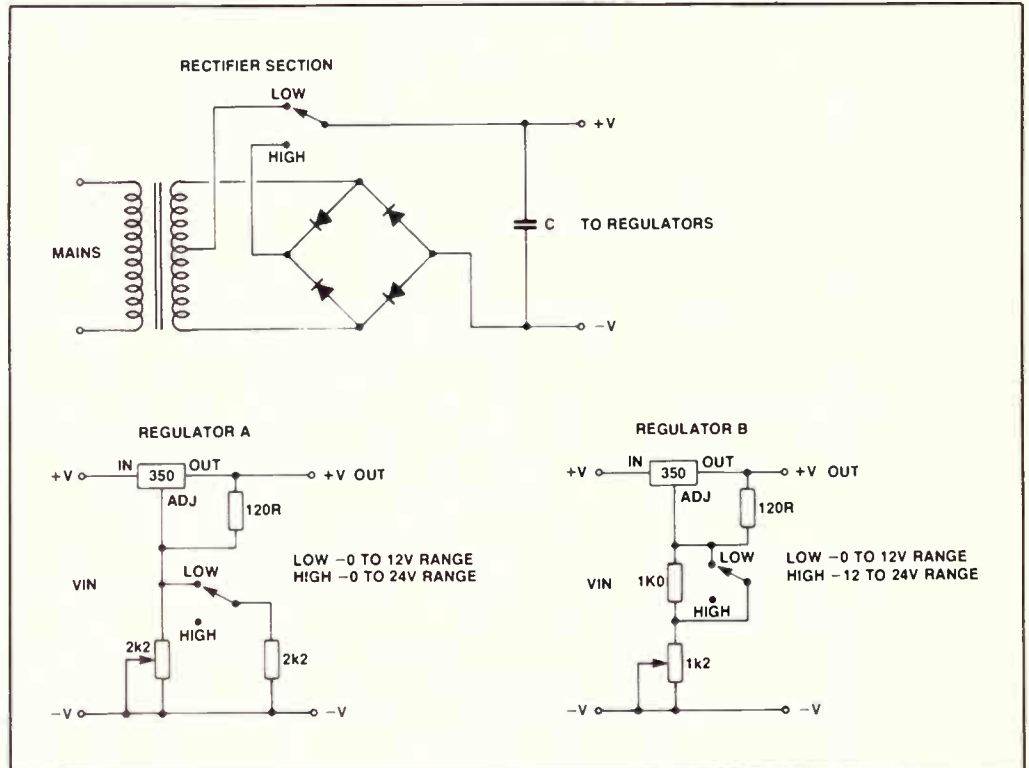 RECTIFIER SECTION
LOW
HIGH
+V
MAINS
C TO REGULATORS
-V
REGULATOR A
+V IN 350 OUT +V OUT
ADJ
120R
LOW -0 TO 12V RANGE
HIGH -0 TO 24V RANGE
VIN
LOW
HIGH
2k2
2k2
-V -V
REGULATOR B
+V IN 350 OUT +V OUT
ADJ
120R
LOW
LOW -0 TO 12V RANGE
HIGH -12 TO 24V RANGE
VIN
1K0
HIGH
1k2
-V -V